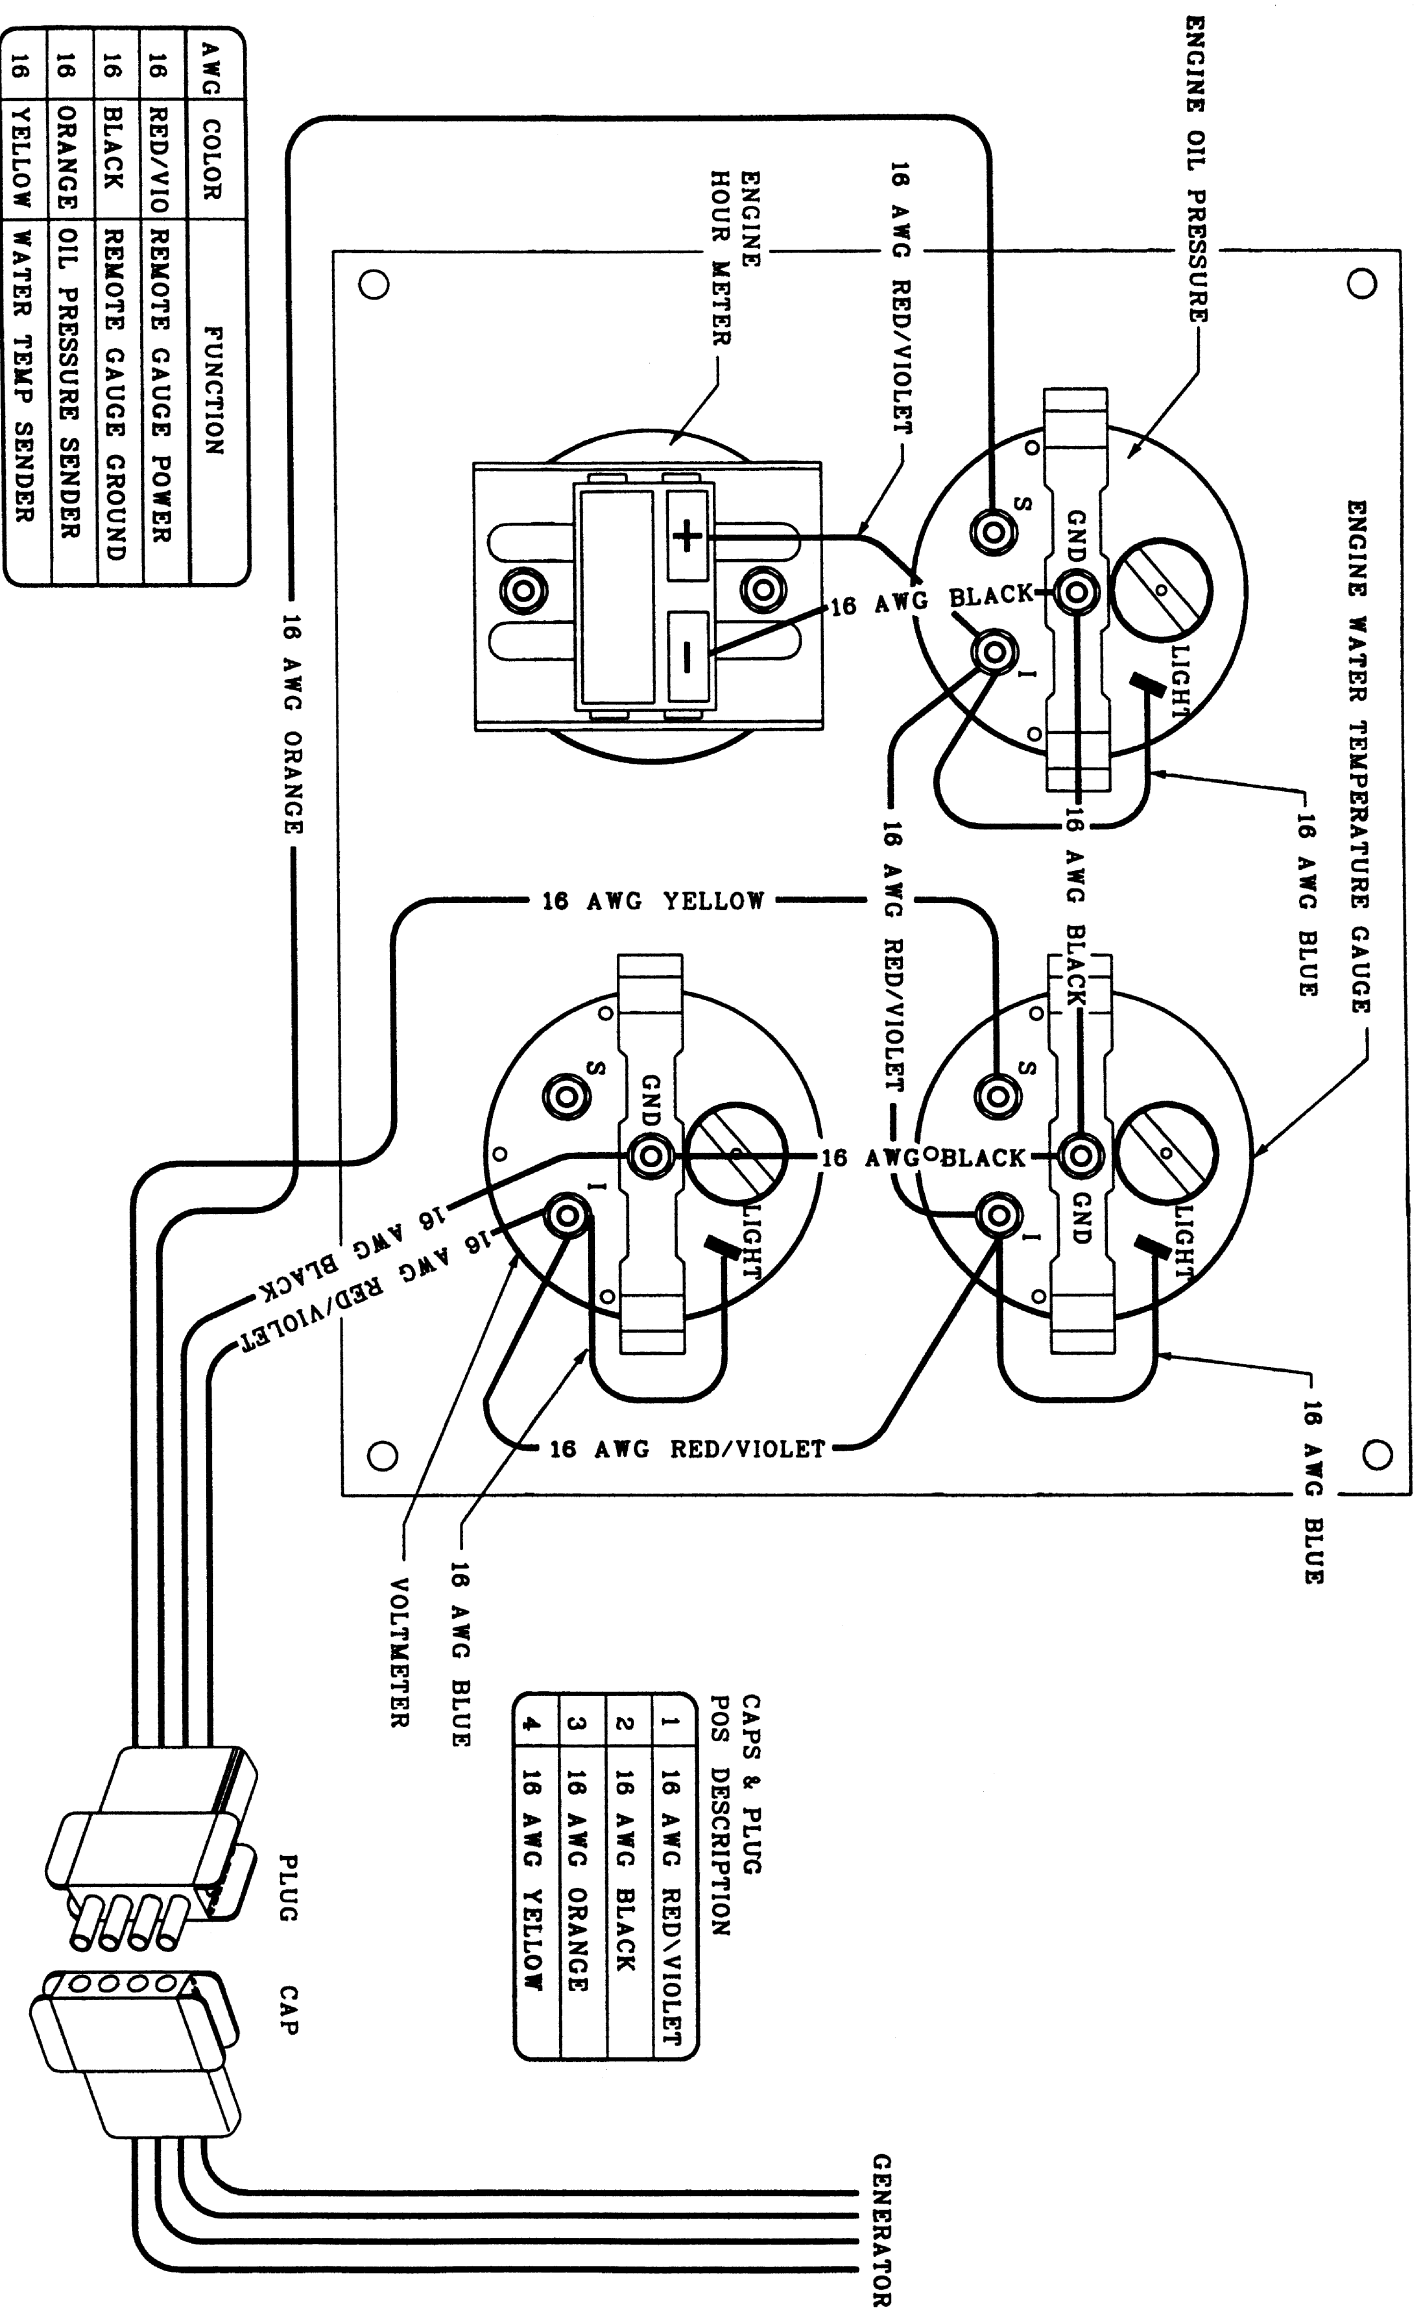 ENGINE OIL PRESSURE
ENGINE WATER TEMPERATURE GAUGE
16 AWG BLUE
16 AWG BLUE
LIGHT
LIGHT
GND
GND
16 AWG BLACK
S
I
S
I
16 AWG RED/VIOLET
16 AWG BLACK
16 AWG RED/VIOLET
16 AWG BLACK
ENGINE
HOUR METER
+
-
16 AWG YELLOW
LIGHT
GND
S
I
16 AWG RED/VIOLET
16 AWG BLACK
16 AWG RED/VIOLET
16 AWG BLUE
VOLTMETER
16 AWG ORANGE
CAPS & PLUG
POS DESCRIPTION
1 16 AWG RED\VIOLET
2 16 AWG BLACK
3 16 AWG ORANGE
4 16 AWG YELLOW
GENERATOR
PLUG
CAP
AWG COLOR FUNCTION
16 RED/VIO REMOTE GAUGE POWER
16 BLACK REMOTE GAUGE GROUND
16 ORANGE OIL PRESSURE SENDER
16 YELLOW WATER TEMP SENDER